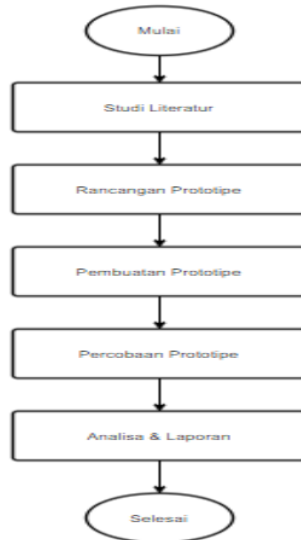 Mulai
Studi Literatur
Rancangan Prototipe
Pembuatan Prototipe
Percobaan Prototipe
Analisa & Laporan
Selesai